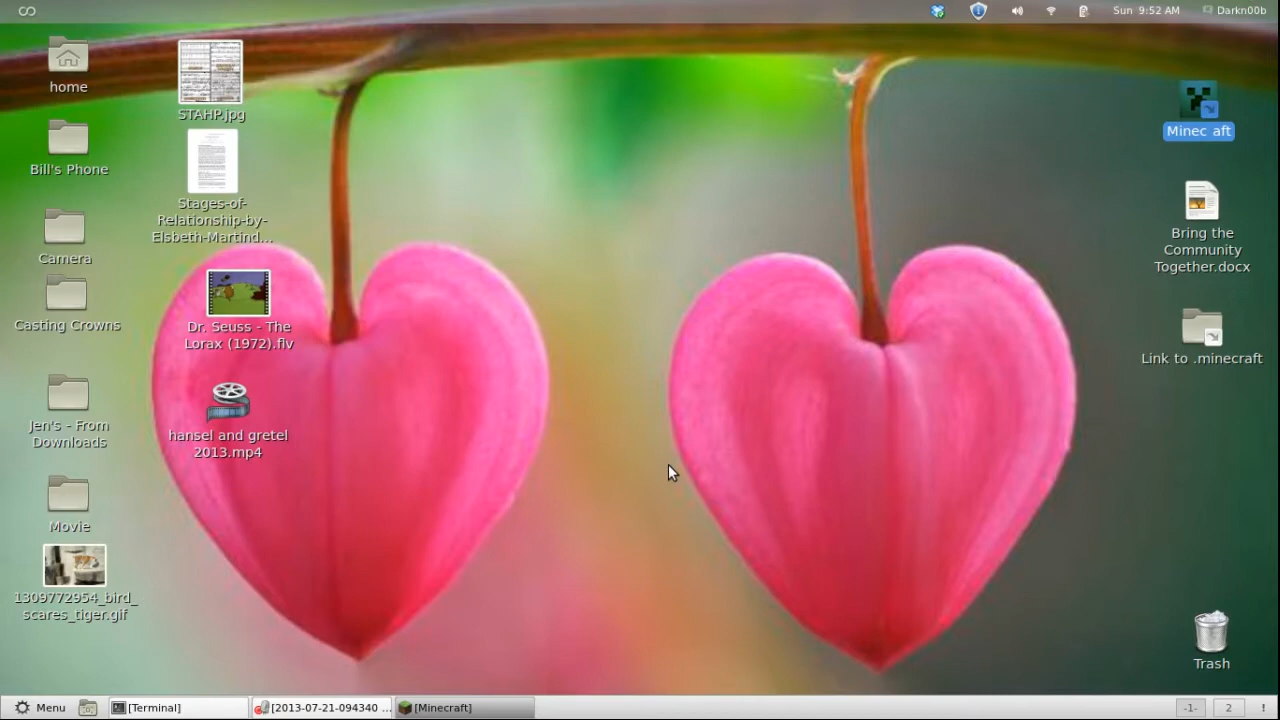 Sun 9:52 AM
Darkn00b
home
Bill's Phone
Camera
Casting Crowns
Jen's - From
Downloads
Movie
1309772954_bird_
scares_tiger.gif
STAHP.jpg
Stages-of-
Relationship-by-
Elsbeth-Martind...
Dr. Seuss - The
Lorax (1972).flv
hansel and gretel
2013.mp4
Minec aft
Bring the
Community
Together.docx
Link to .minecraft
Trash
Menu
[Terminal]
[2013-07-21-094340 ...
[Minecraft]
-1-
2
!